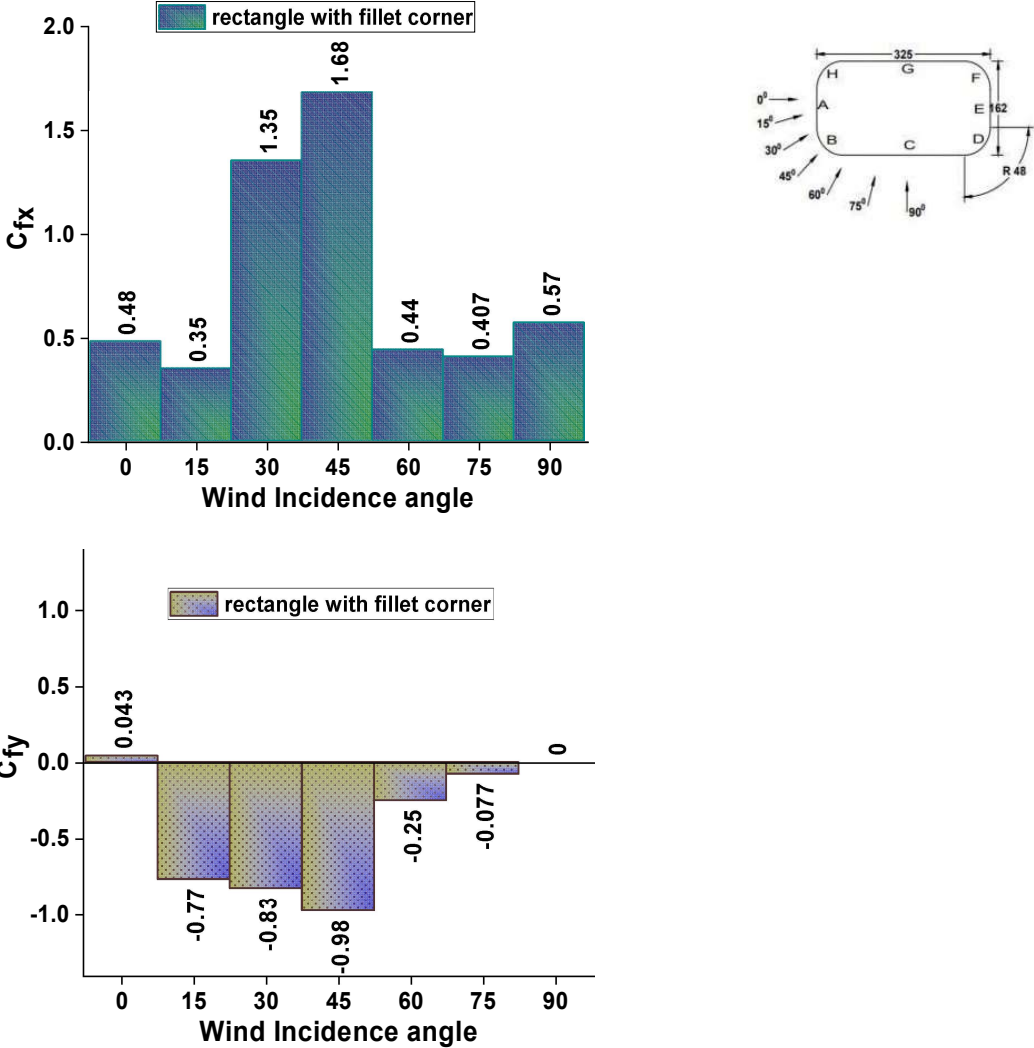 rectangle with fillet corner
2.0
1.5
1.0
0.5
0.0
Cfx
0.48
0.35
1.35
1.68
0.44
0.407
0.57
0 15 30 45 60 75 90
Wind Incidence angle
325
H G F
0⁰ A E 162
15⁰
30⁰ B C D
45⁰ R 48
60⁰
75⁰
90⁰
rectangle with fillet corner
1.0
0.5
0.0
-0.5
-1.0
Cfy
0.043
-0.77
-0.83
-0.98
-0.25
-0.077
0
0 15 30 45 60 75 90
Wind Incidence angle